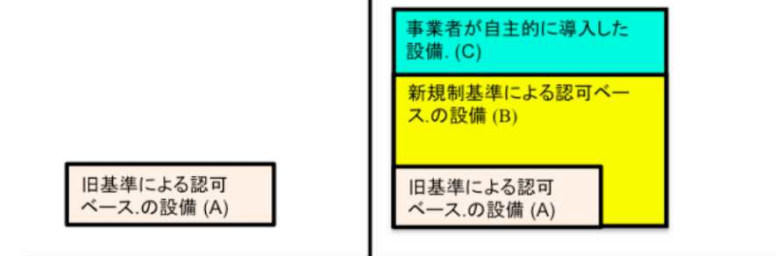 旧基準による認可
ベース.の設備 (A)
事業者が自主的に導入した
設備. (C)
新規制基準による認可ベー
ス.の設備 (B)
旧基準による認可
ベース.の設備 (A)